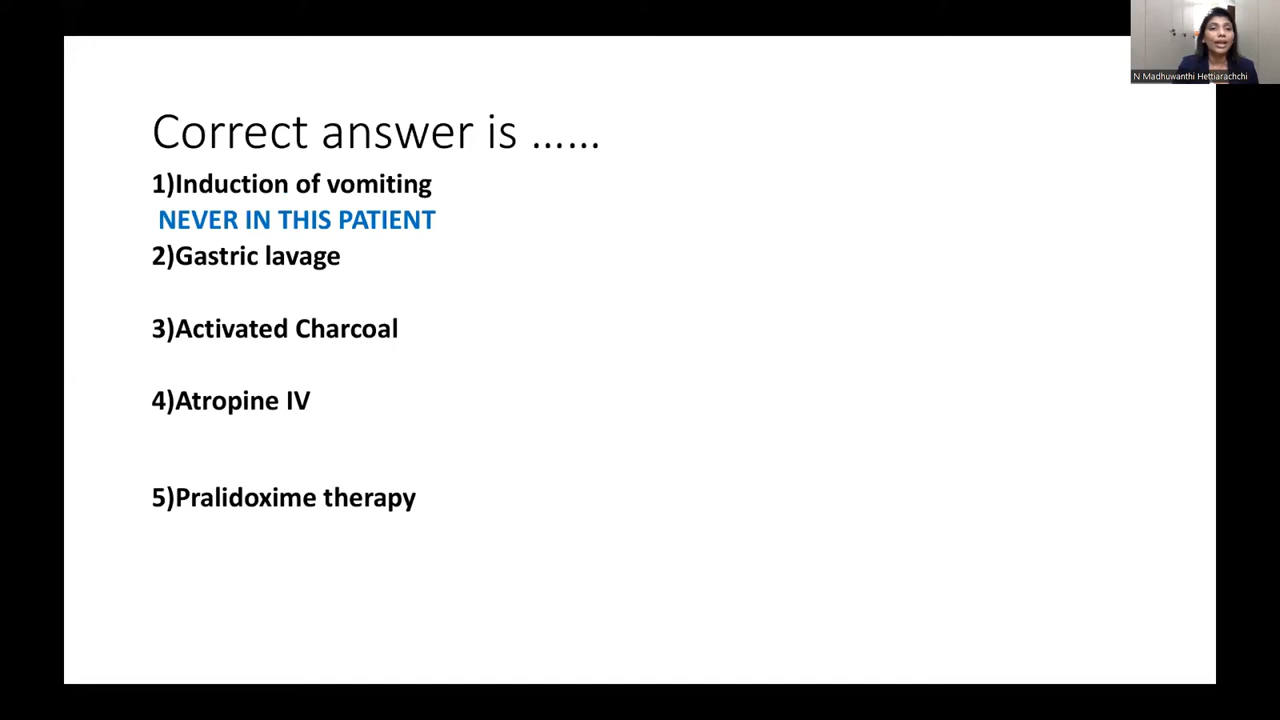 N Madhuwanthi Hettiarachchi
Correct answer is ......
1)Induction of vomiting
NEVER IN THIS PATIENT
2)Gastric lavage
3)Activated Charcoal
4)Atropine IV
5)Pralidoxime therapy